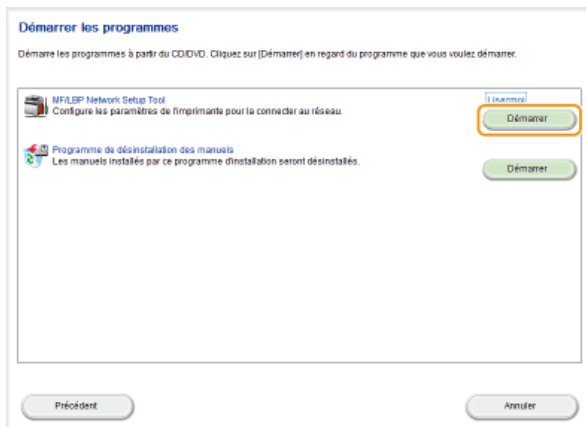 Démarrer les programmes
Démarre les programmes à partir du CD/DVD. Cliquez sur [Démarrer] en regard du programme que vous voulez démarrer.
MF/LBP Network Setup Tool
Lisezmoi
Configure les paramètres de l'imprimante pour la connecter au réseau.
Démarrer
Programme de désinstallation des manuels
Les manuels installés par ce programme d'installation seront désinstallés.
Démarrer
Précédent
Annuler